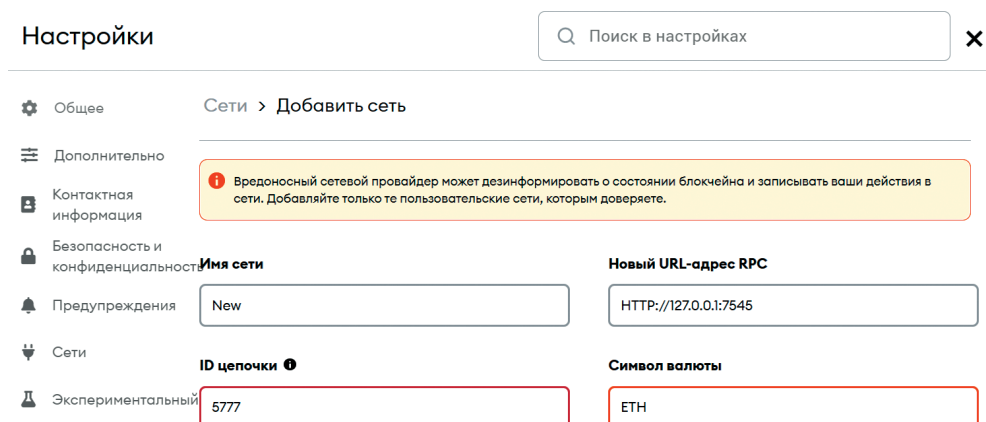 Настройки
Поиск в настройках
Общее
Дополнительно
Контактная
информация
Безопасность и
конфиденциальность
Предупреждения
Сети
Экспериментальный
Сети > Добавить сеть
Вредоносный сетевой провайдер может дезинформировать о состоянии блокчейна и записывать ваши действия в
сети. Добавляйте только те пользовательские сети, которым доверяете.
Имя сети
New
Новый URL-адрес RPC
HTTP://127.0.0.1:7545
ID цепочки
5777
Символ валюты
ETH